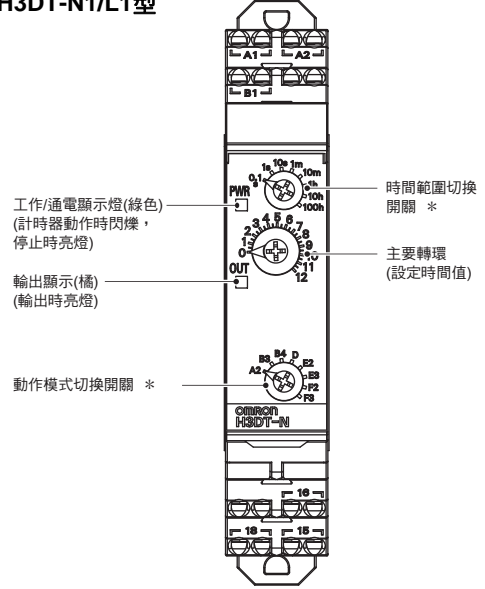 H3DT-N1/L1型
A1 A2
B1
工作/通電顯示燈(綠色)
(計時器動作時閃爍，
停止時亮燈)
PWR
0.1s 1s 10s 1m 10m 1h 10h 100h
時間範圍切換
開關 ＊
0 1 2 3 4 5 6 7 8 9 10 11 12
主要轉環
(設定時間值)
輸出顯示(橘)
(輸出時亮燈)
OUT
動作模式切換開關 ＊
A2 B3 B4 D E2 E3 F2 F3
OMRON
H3DT-N
16
18 15